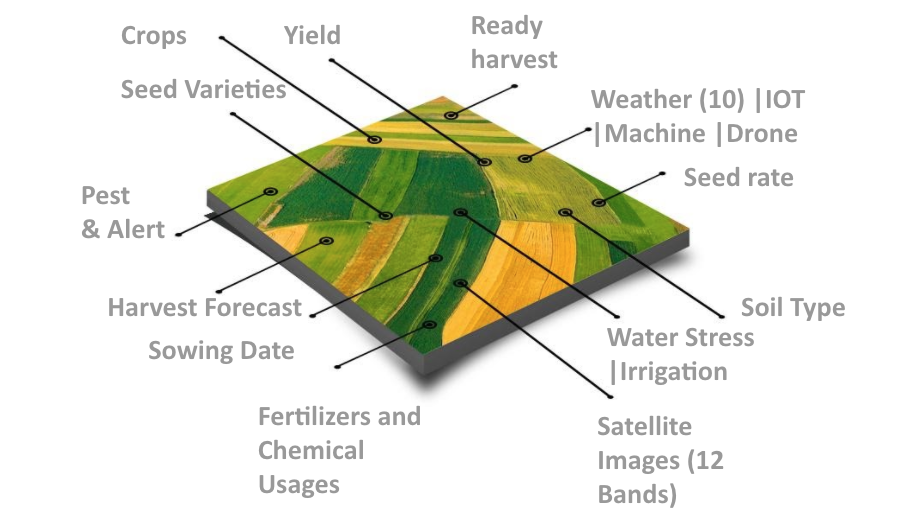 Crops
Yield
Ready
harvest
Seed Varieties
Weather (10) |IOT
|Machine |Drone
Seed rate
Pest
& Alert
Harvest Forecast
Soil Type
Sowing Date
Water Stress
|Irrigation
Fertilizers and
Chemical
Usages
Satellite
Images (12
Bands)